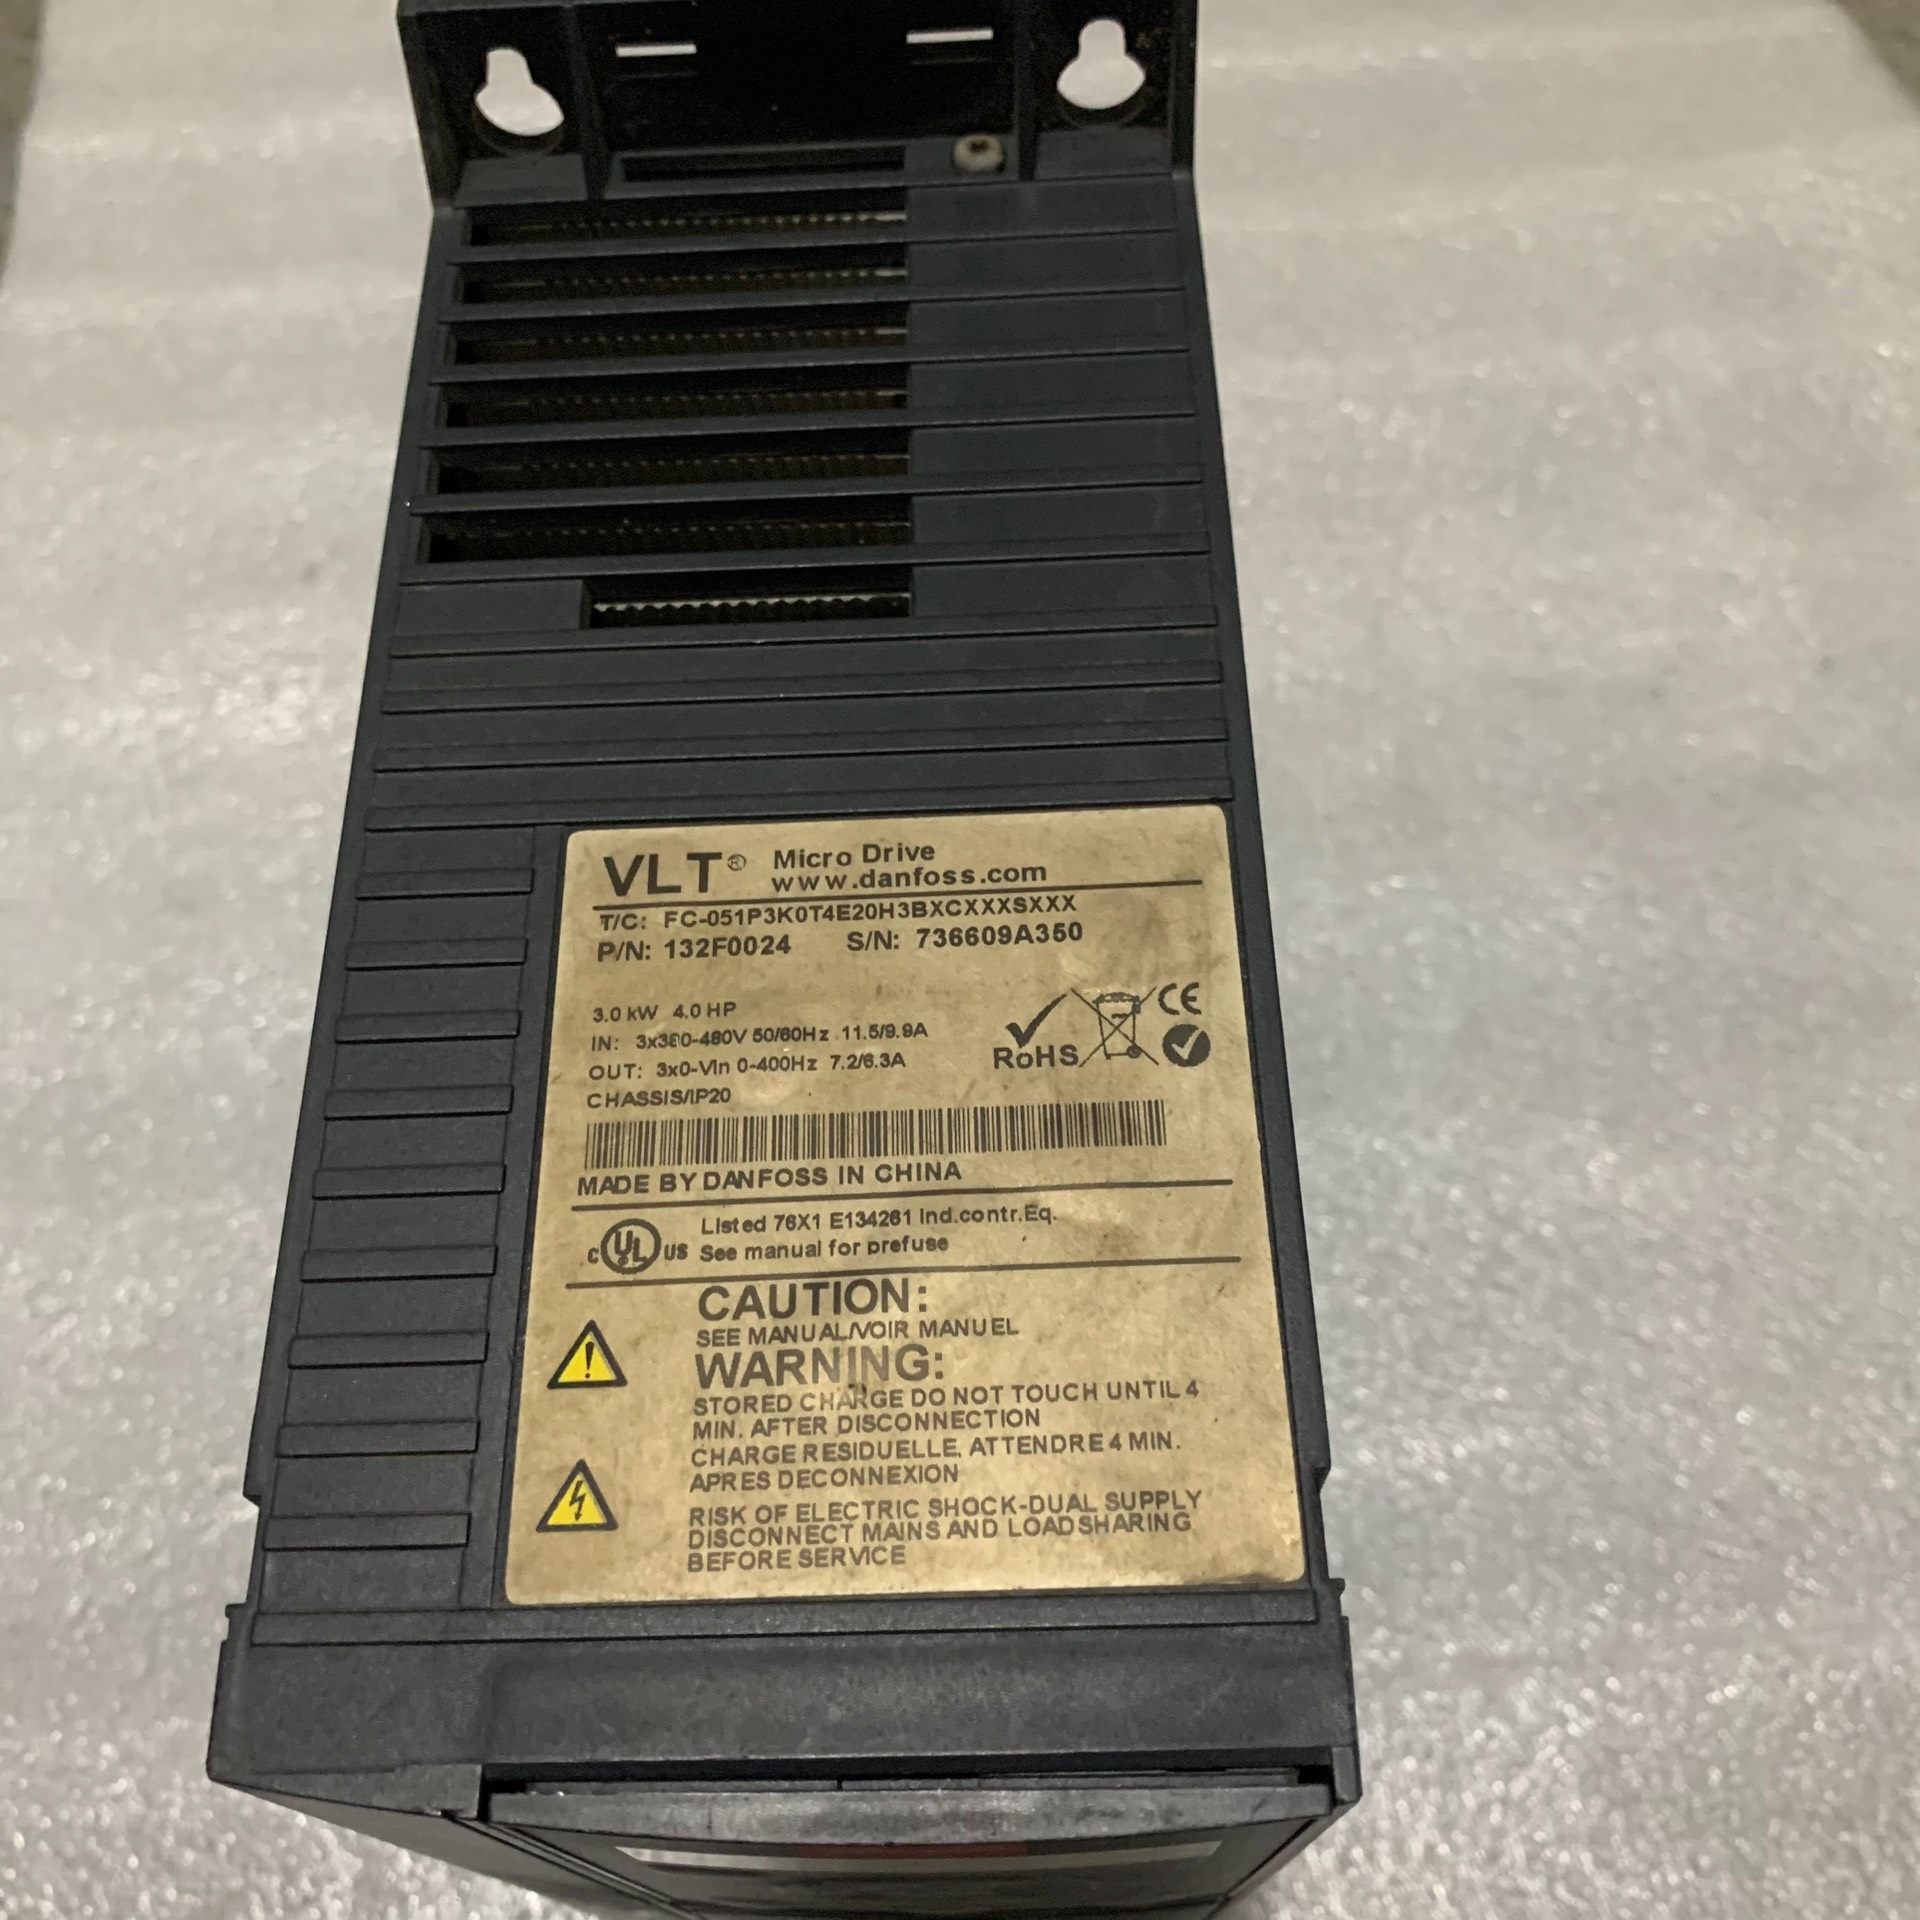 VLT® Micro Drive
www.danfoss.com
T/C: FC-051P3K0T4E20H3BXCXXXSXXX
P/N: 132F0024 S/N: 736609A350
3.0 kW 4.0 HP
IN: 3x380-480V 50/60Hz 11.5/9.9A
OUT: 3x0-Vin 0-400Hz 7.2/6.3A
CHASSIS/IP20
RoHS
CE
MADE BY DANFOSS IN CHINA
c UL US Listed 76X1 E134261 Ind.contr.Eq.
See manual for prefuse
CAUTION:
SEE MANUAL/VOIR MANUEL
WARNING:
STORED CHARGE DO NOT TOUCH UNTIL 4
MIN. AFTER DISCONNECTION
CHARGE RESIDUELLE, ATTENDRE 4 MIN.
APRES DECONNEXION
RISK OF ELECTRIC SHOCK-DUAL SUPPLY
DISCONNECT MAINS AND LOADSHARING
BEFORE SERVICE